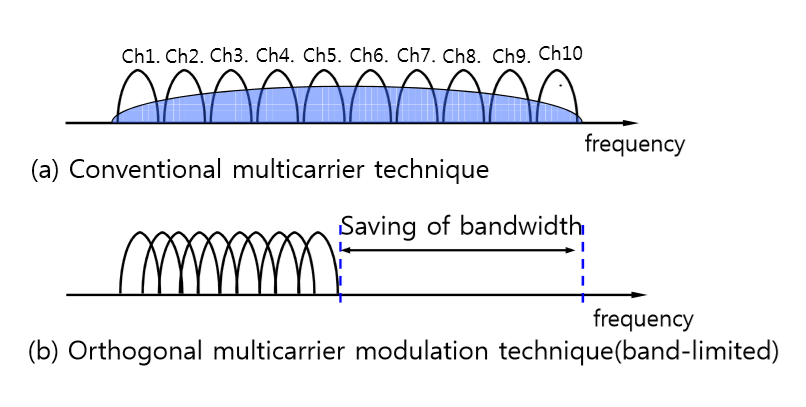 Ch1. Ch2. Ch3. Ch4. Ch5. Ch6. Ch7. Ch8. Ch9. Ch10
frequency
(a) Conventional multicarrier technique
Saving of bandwidth
frequency
(b) Orthogonal multicarrier modulation technique(band-limited)